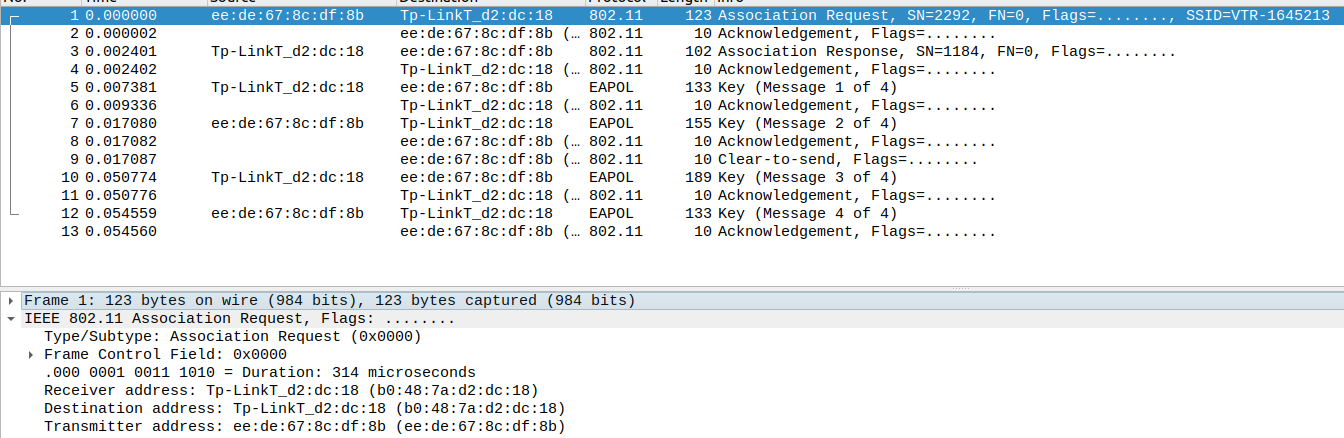 No. Time Source Destination Protocol Length Info
1 0.000000 ee:de:67:8c:df:8b Tp-LinkT_d2:dc:18 802.11 123 Association Request, SN=2292, FN=0, Flags=........, SSID=VTR-1645213
2 0.000002 ee:de:67:8c:df:8b (… 802.11 10 Acknowledgement, Flags=........
3 0.002401 Tp-LinkT_d2:dc:18 ee:de:67:8c:df:8b 802.11 102 Association Response, SN=1184, FN=0, Flags=........
4 0.002402 Tp-LinkT_d2:dc:18 (… 802.11 10 Acknowledgement, Flags=........
5 0.007381 Tp-LinkT_d2:dc:18 ee:de:67:8c:df:8b EAPOL 133 Key (Message 1 of 4)
6 0.009336 Tp-LinkT_d2:dc:18 (… 802.11 10 Acknowledgement, Flags=........
7 0.017080 ee:de:67:8c:df:8b Tp-LinkT_d2:dc:18 EAPOL 155 Key (Message 2 of 4)
8 0.017082 ee:de:67:8c:df:8b (… 802.11 10 Acknowledgement, Flags=........
9 0.017087 ee:de:67:8c:df:8b (… 802.11 10 Clear-to-send, Flags=........
10 0.050774 Tp-LinkT_d2:dc:18 ee:de:67:8c:df:8b EAPOL 189 Key (Message 3 of 4)
11 0.050776 Tp-LinkT_d2:dc:18 (… 802.11 10 Acknowledgement, Flags=........
12 0.054559 ee:de:67:8c:df:8b Tp-LinkT_d2:dc:18 EAPOL 133 Key (Message 4 of 4)
13 0.054560 ee:de:67:8c:df:8b (… 802.11 10 Acknowledgement, Flags=........
Frame 1: 123 bytes on wire (984 bits), 123 bytes captured (984 bits)
IEEE 802.11 Association Request, Flags: ........
Type/Subtype: Association Request (0x0000)
Frame Control Field: 0x0000
.000 0001 0011 1010 = Duration: 314 microseconds
Receiver address: Tp-LinkT_d2:dc:18 (b0:48:7a:d2:dc:18)
Destination address: Tp-LinkT_d2:dc:18 (b0:48:7a:d2:dc:18)
Transmitter address: ee:de:67:8c:df:8b (ee:de:67:8c:df:8b)